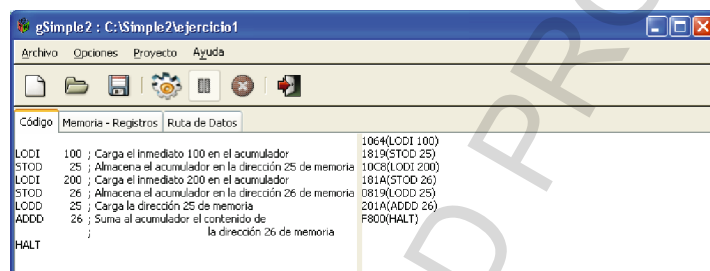 gSimple2 : C:\Simple2\ejercicio1
Archivo Opciones Proyecto Ayuda
Código Memoria - Registros Ruta de Datos
LODI 100 ; Carga el inmediato 100 en el acumulador
STOD 25 ; Almacena el acumulador en la dirección 25 de memoria
LODI 200 ; Carga el inmediato 200 en el acumulador
STOD 26 ; Almacena el acumulador en la dirección 26 de memoria
LODD 25 ; Carga la dirección 25 de memoria
ADDD 26 ; Suma al acumulador el contenido de
; la dirección 26 de memoria
HALT
1064(LODI 100)
1819(STOD 25)
10C8(LODI 200)
181A(STOD 26)
0819(LODD 25)
201A(ADDD 26)
F800(HALT)